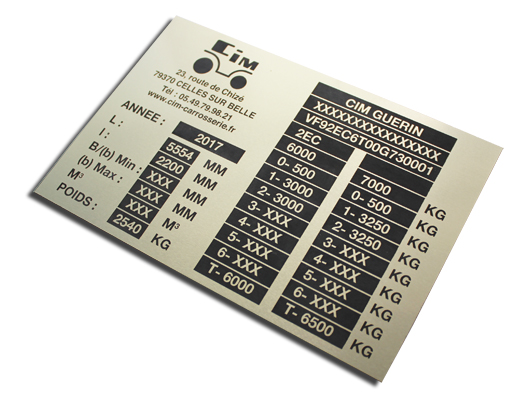 CIM
23, route de Chizé
79370 CELLES SUR BELLE
Tél : 05.49.79.98.21
www.cim-carrosserie.fr
ANNEE : 2017
L : 5554 MM
l : 2200 MM
B/(b) Min : XXX MM
(b) Max : XXX MM
M³ XXX M³
POIDS : 2540 KG
CIM GUERIN
XXXXXXXXXXXXXXXXX
VF92EC6T00G730001
2EC
6000 7000 KG
0- 500 0- 500 KG
1- 3000 1- 3250 KG
2- 3000 2- 3250 KG
3- XXX 3- XXX KG
4- XXX 4- XXX KG
5- XXX 5- XXX KG
6- XXX 6- XXX KG
T- 6000 T- 6500 KG